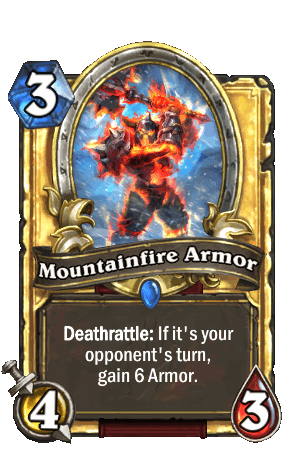 3
Mountainfire Armor
Deathrattle: If it's your
opponent's turn,
gain 6 Armor.
4
3